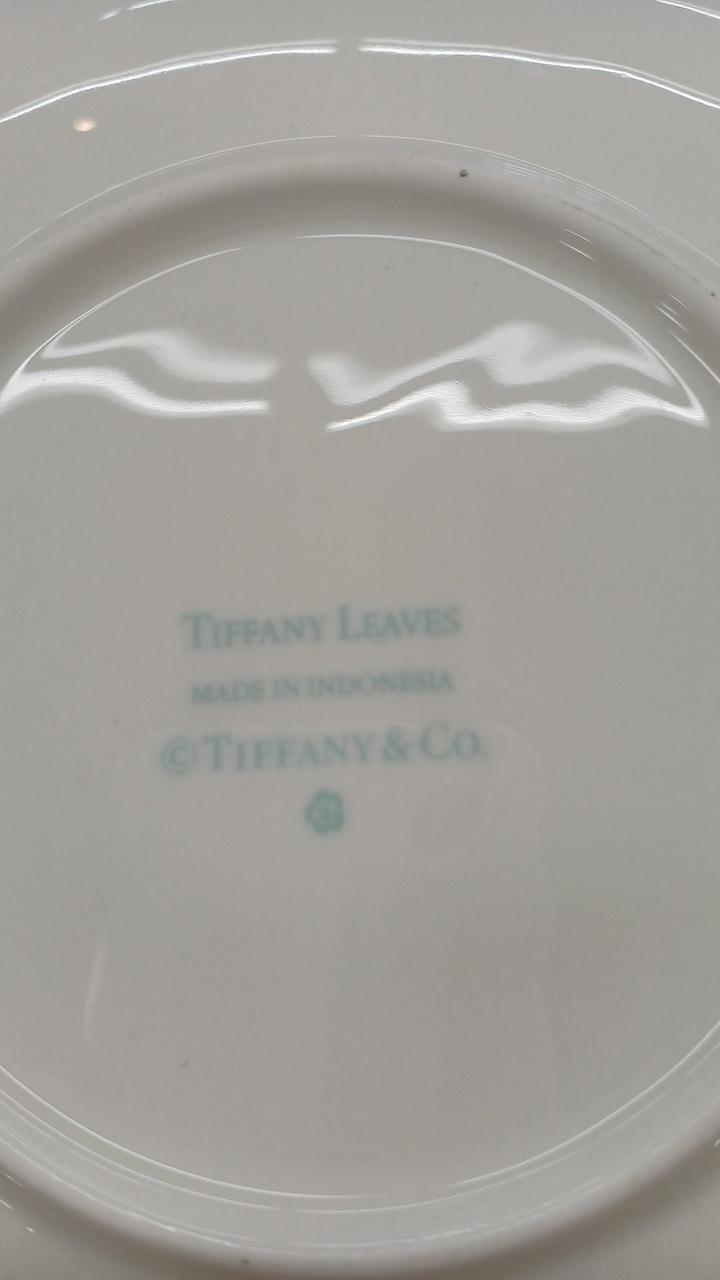 TIFFANY LEAVES
MADE IN INDONESIA
©TIFFANY & CO.